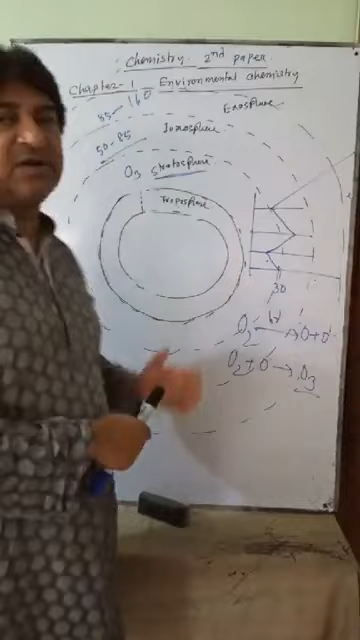 Chemistry 2nd paper
Chapter-1 Environmental chemistry
85-160 Exosphere
Ionosphere
50-85
O3 stratosphere
Troposphere
30
O2 hν → O+O
O2 + O → O3